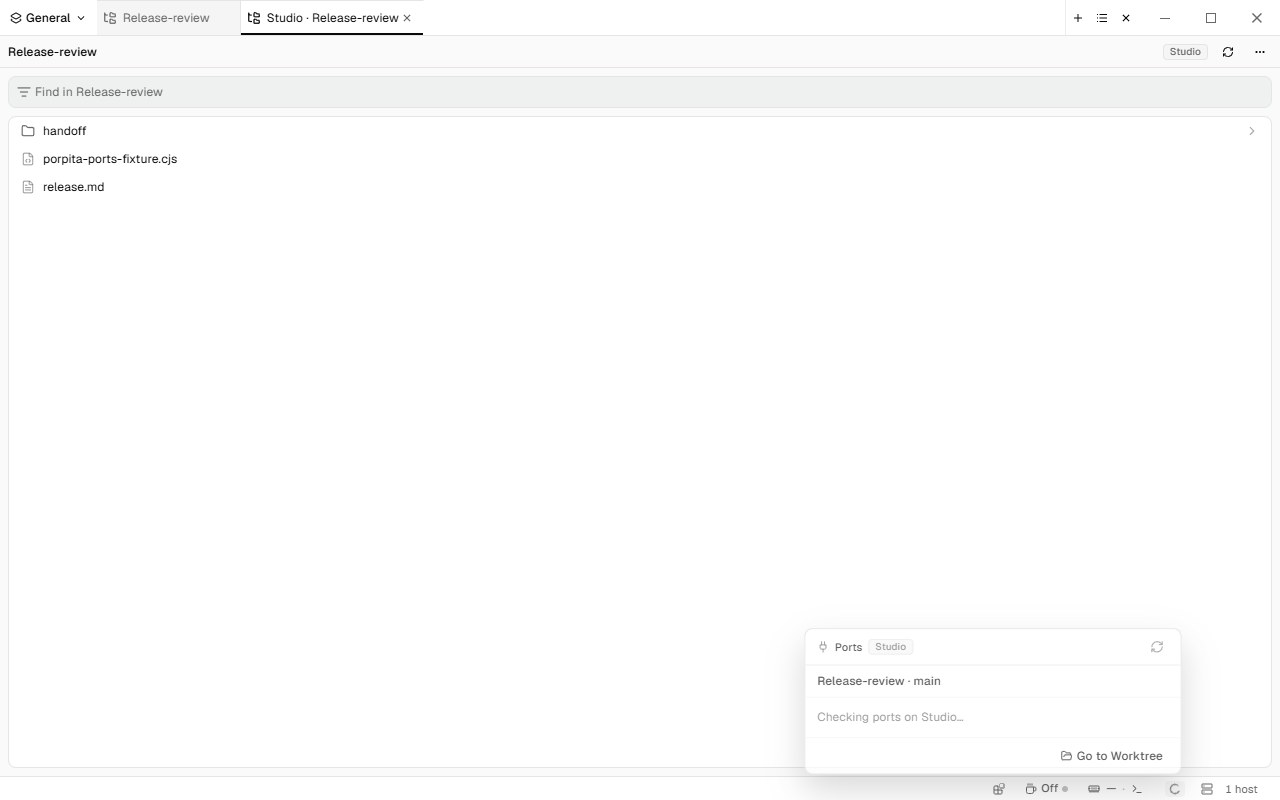 General
Release-review
Studio · Release-review
Release-review
Studio
Find in Release-review
handoff
porpita-ports-fixture.cjs
release.md
Ports
Studio
Release-review · main
Checking ports on Studio…
Go to Worktree
Off
1 host